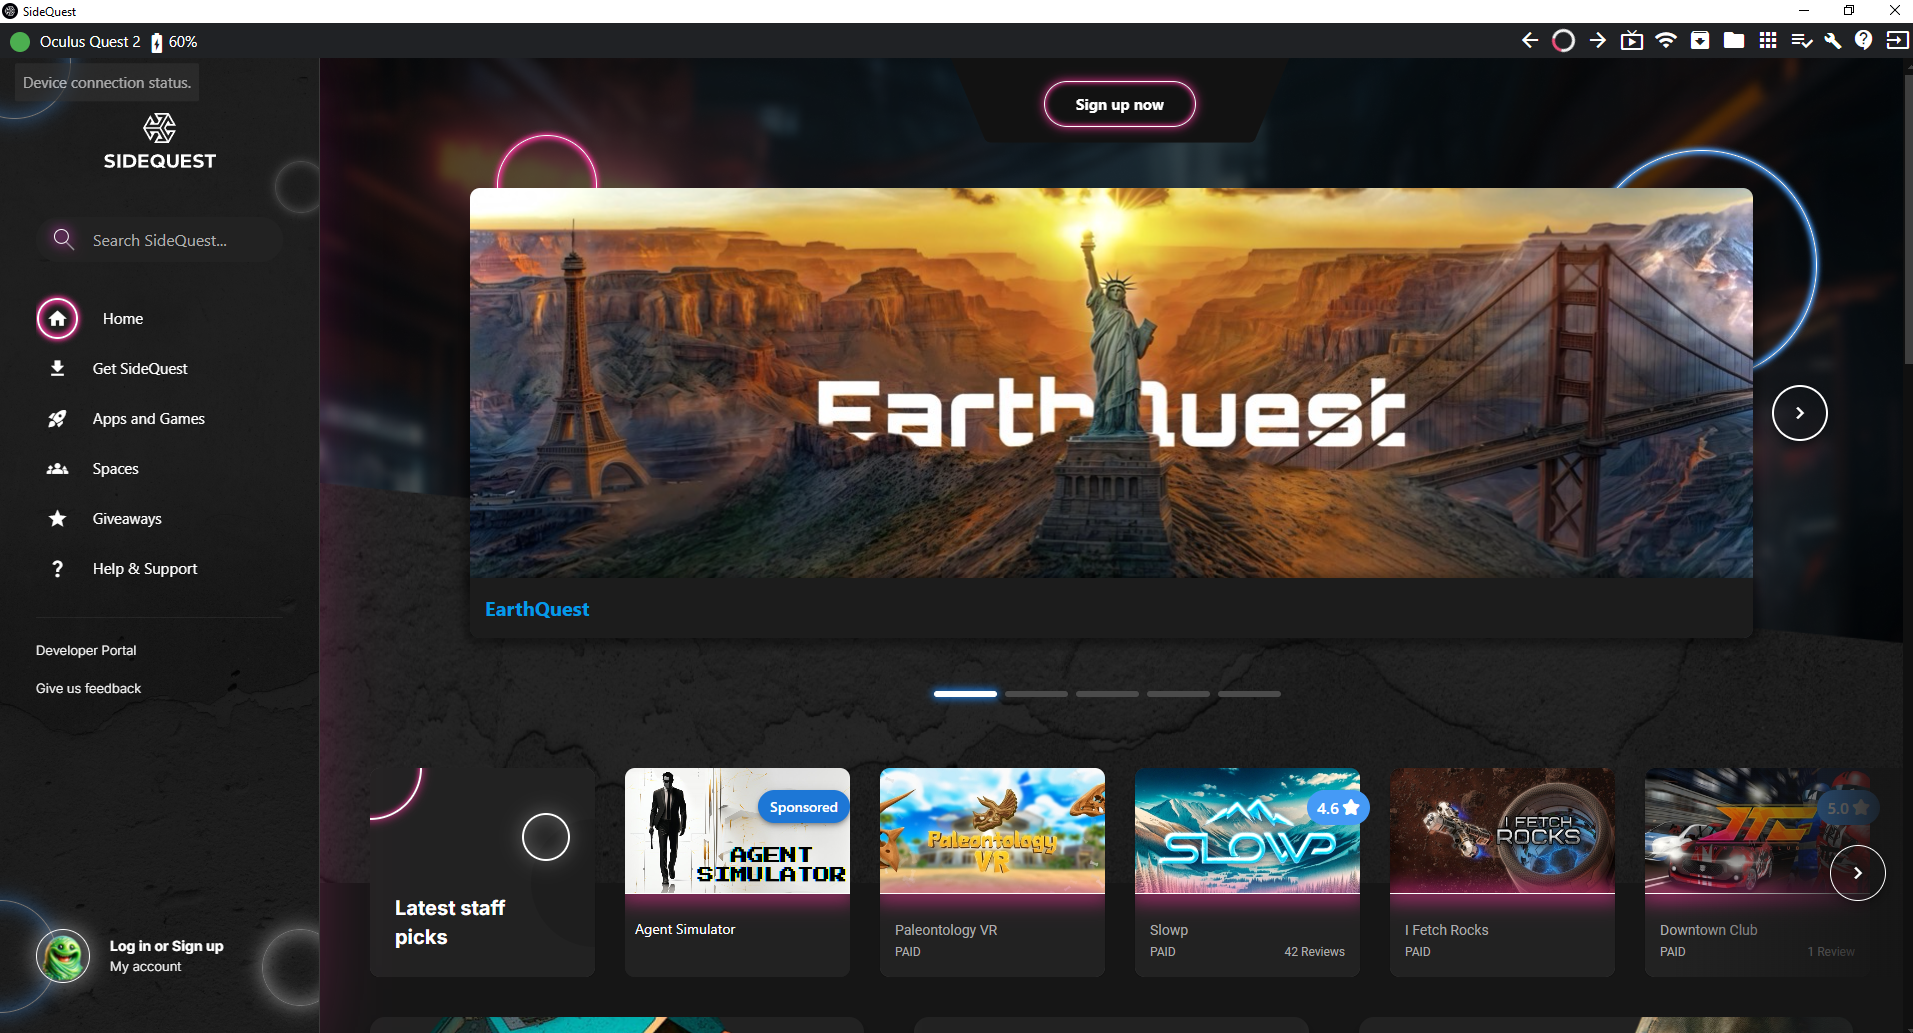 SideQuest
Oculus Quest 2 60%
Device connection status.
SIDEQUEST
Search SideQuest...
Home
Get SideQuest
Apps and Games
Spaces
Giveaways
Help & Support
Developer Portal
Give us feedback
Log in or Sign up
My account
Sign up now
EarthQuest
EarthQuest
Latest staff
picks
Sponsored
AGENT
SIMULATOR
Agent Simulator
Paleontology
VR
Paleontology VR
PAID
4.6
SLOWP
Slowp
PAID 42 Reviews
I FETCH
ROCKS
I Fetch Rocks
PAID
5.0
Downtown Club
PAID 1 Review